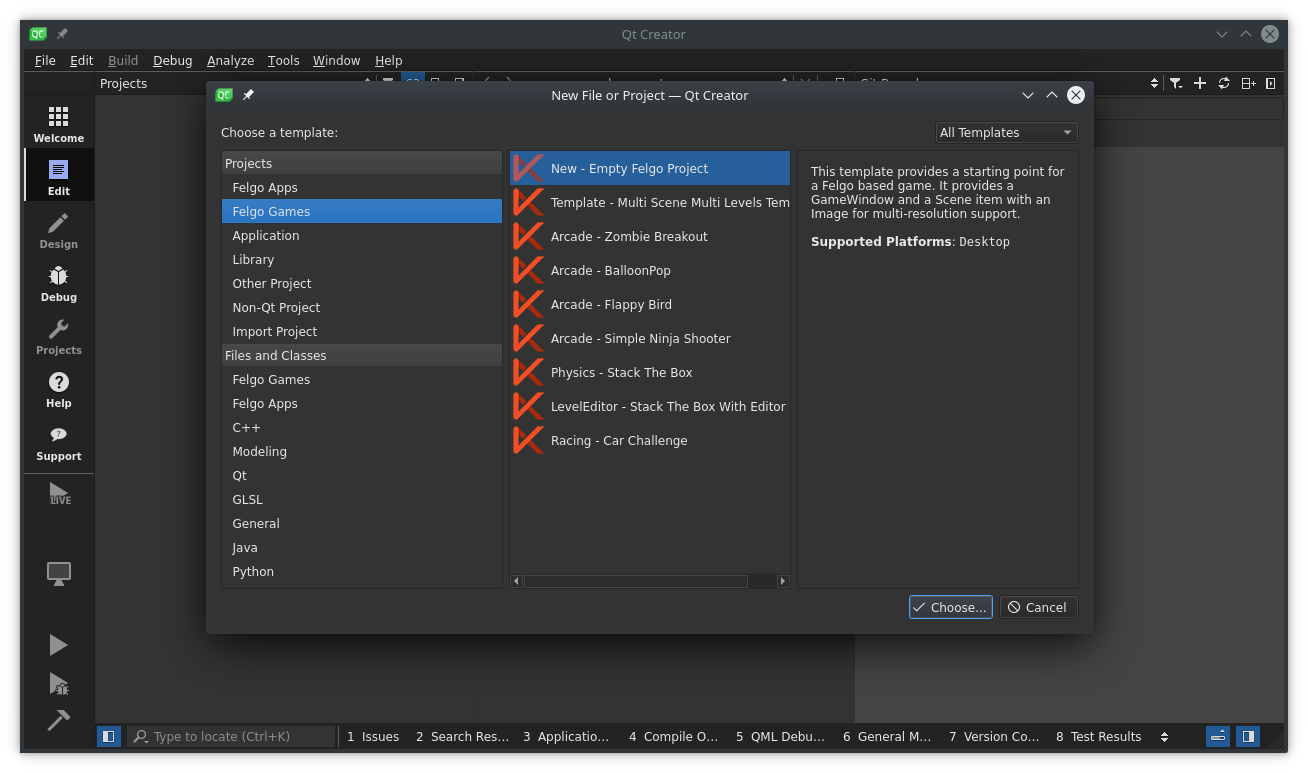 QC
Qt Creator
File Edit Build Debug Analyze Tools Window Help
Projects
QC
New File or Project — Qt Creator
Choose a template:
All Templates
Welcome
Edit
Design
Debug
Projects
Help
Support
LIVE
Projects
Felgo Apps
Felgo Games
Application
Library
Other Project
Non-Qt Project
Import Project
Files and Classes
Felgo Games
Felgo Apps
C++
Modeling
Qt
GLSL
General
Java
Python
New - Empty Felgo Project
Template - Multi Scene Multi Levels Tem
Arcade - Zombie Breakout
Arcade - BalloonPop
Arcade - Flappy Bird
Arcade - Simple Ninja Shooter
Physics - Stack The Box
LevelEditor - Stack The Box With Editor
Racing - Car Challenge
This template provides a starting point for
a Felgo based game. It provides a
GameWindow and a Scene item with an
Image for multi-resolution support.
Supported Platforms: Desktop
Choose... Cancel
Type to locate (Ctrl+K) 1 Issues 2 Search Res... 3 Applicatio... 4 Compile O... 5 QML Debu... 6 General M... 7 Version Co... 8 Test Results